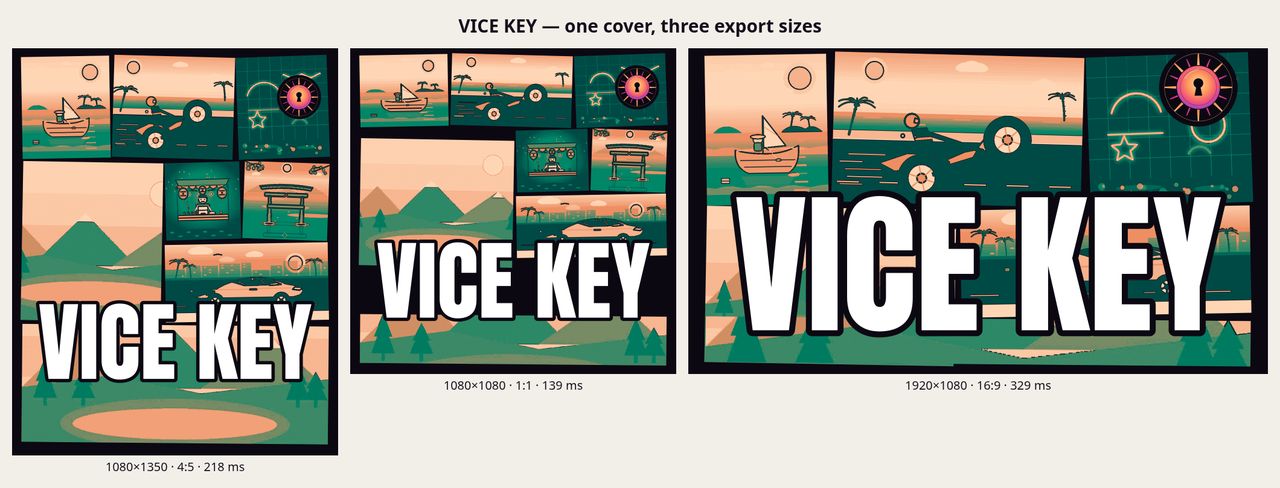 VICE KEY — one cover, three export sizes
VICE KEY
1080×1350 · 4:5 · 218 ms
VICE KEY
1080×1080 · 1:1 · 139 ms
VICE KEY
1920×1080 · 16:9 · 329 ms